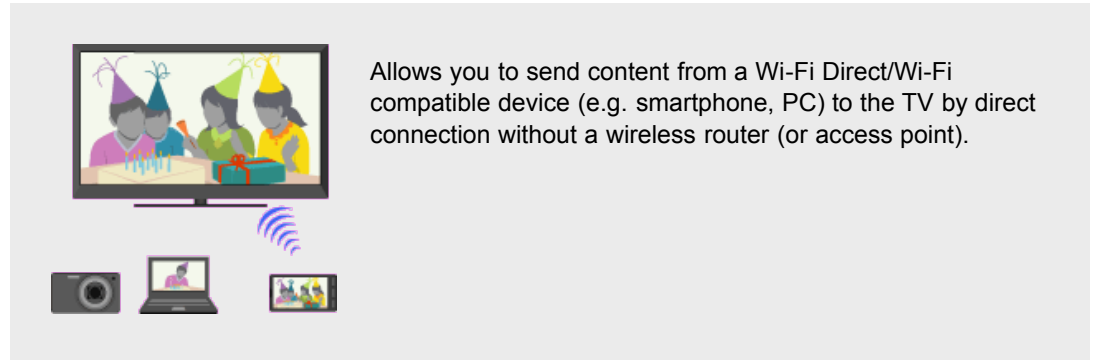 Allows you to send content from a Wi-Fi Direct/Wi-Fi
compatible device (e.g. smartphone, PC) to the TV by direct
connection without a wireless router (or access point).